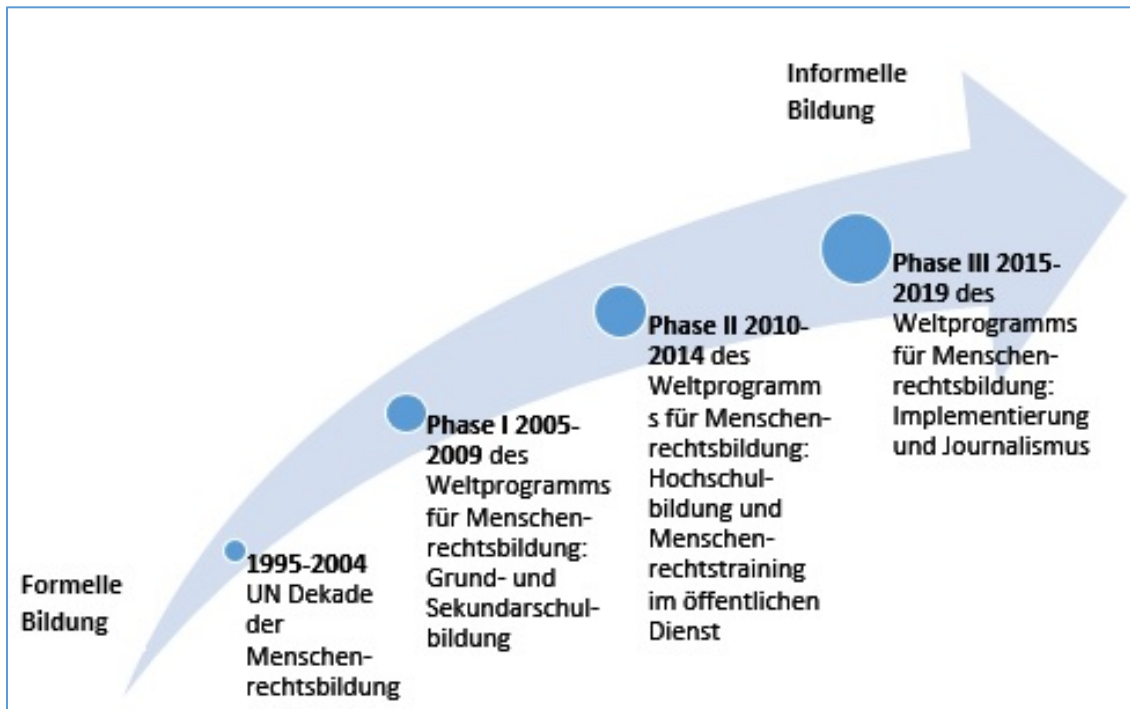 Informelle
Bildung
Phase III 2015-
2019 des
Weltprogramms
für Menschen-
rechtsbildung:
Implementierung
und Journalismus
Phase II 2010-
2014 des
Weltprogramm
s für Menschen-
rechtsbildung:
Hochschul-
bildung und
Menschen-
rechtstraining
im öffentlichen
Dienst
Phase I 2005-
2009 des
Weltprogramms
für Menschen-
rechtsbildung:
Grund- und
Sekundarschul-
bildung
1995-2004
UN Dekade
der
Menschen-
rechtsbildung
Formelle
Bildung